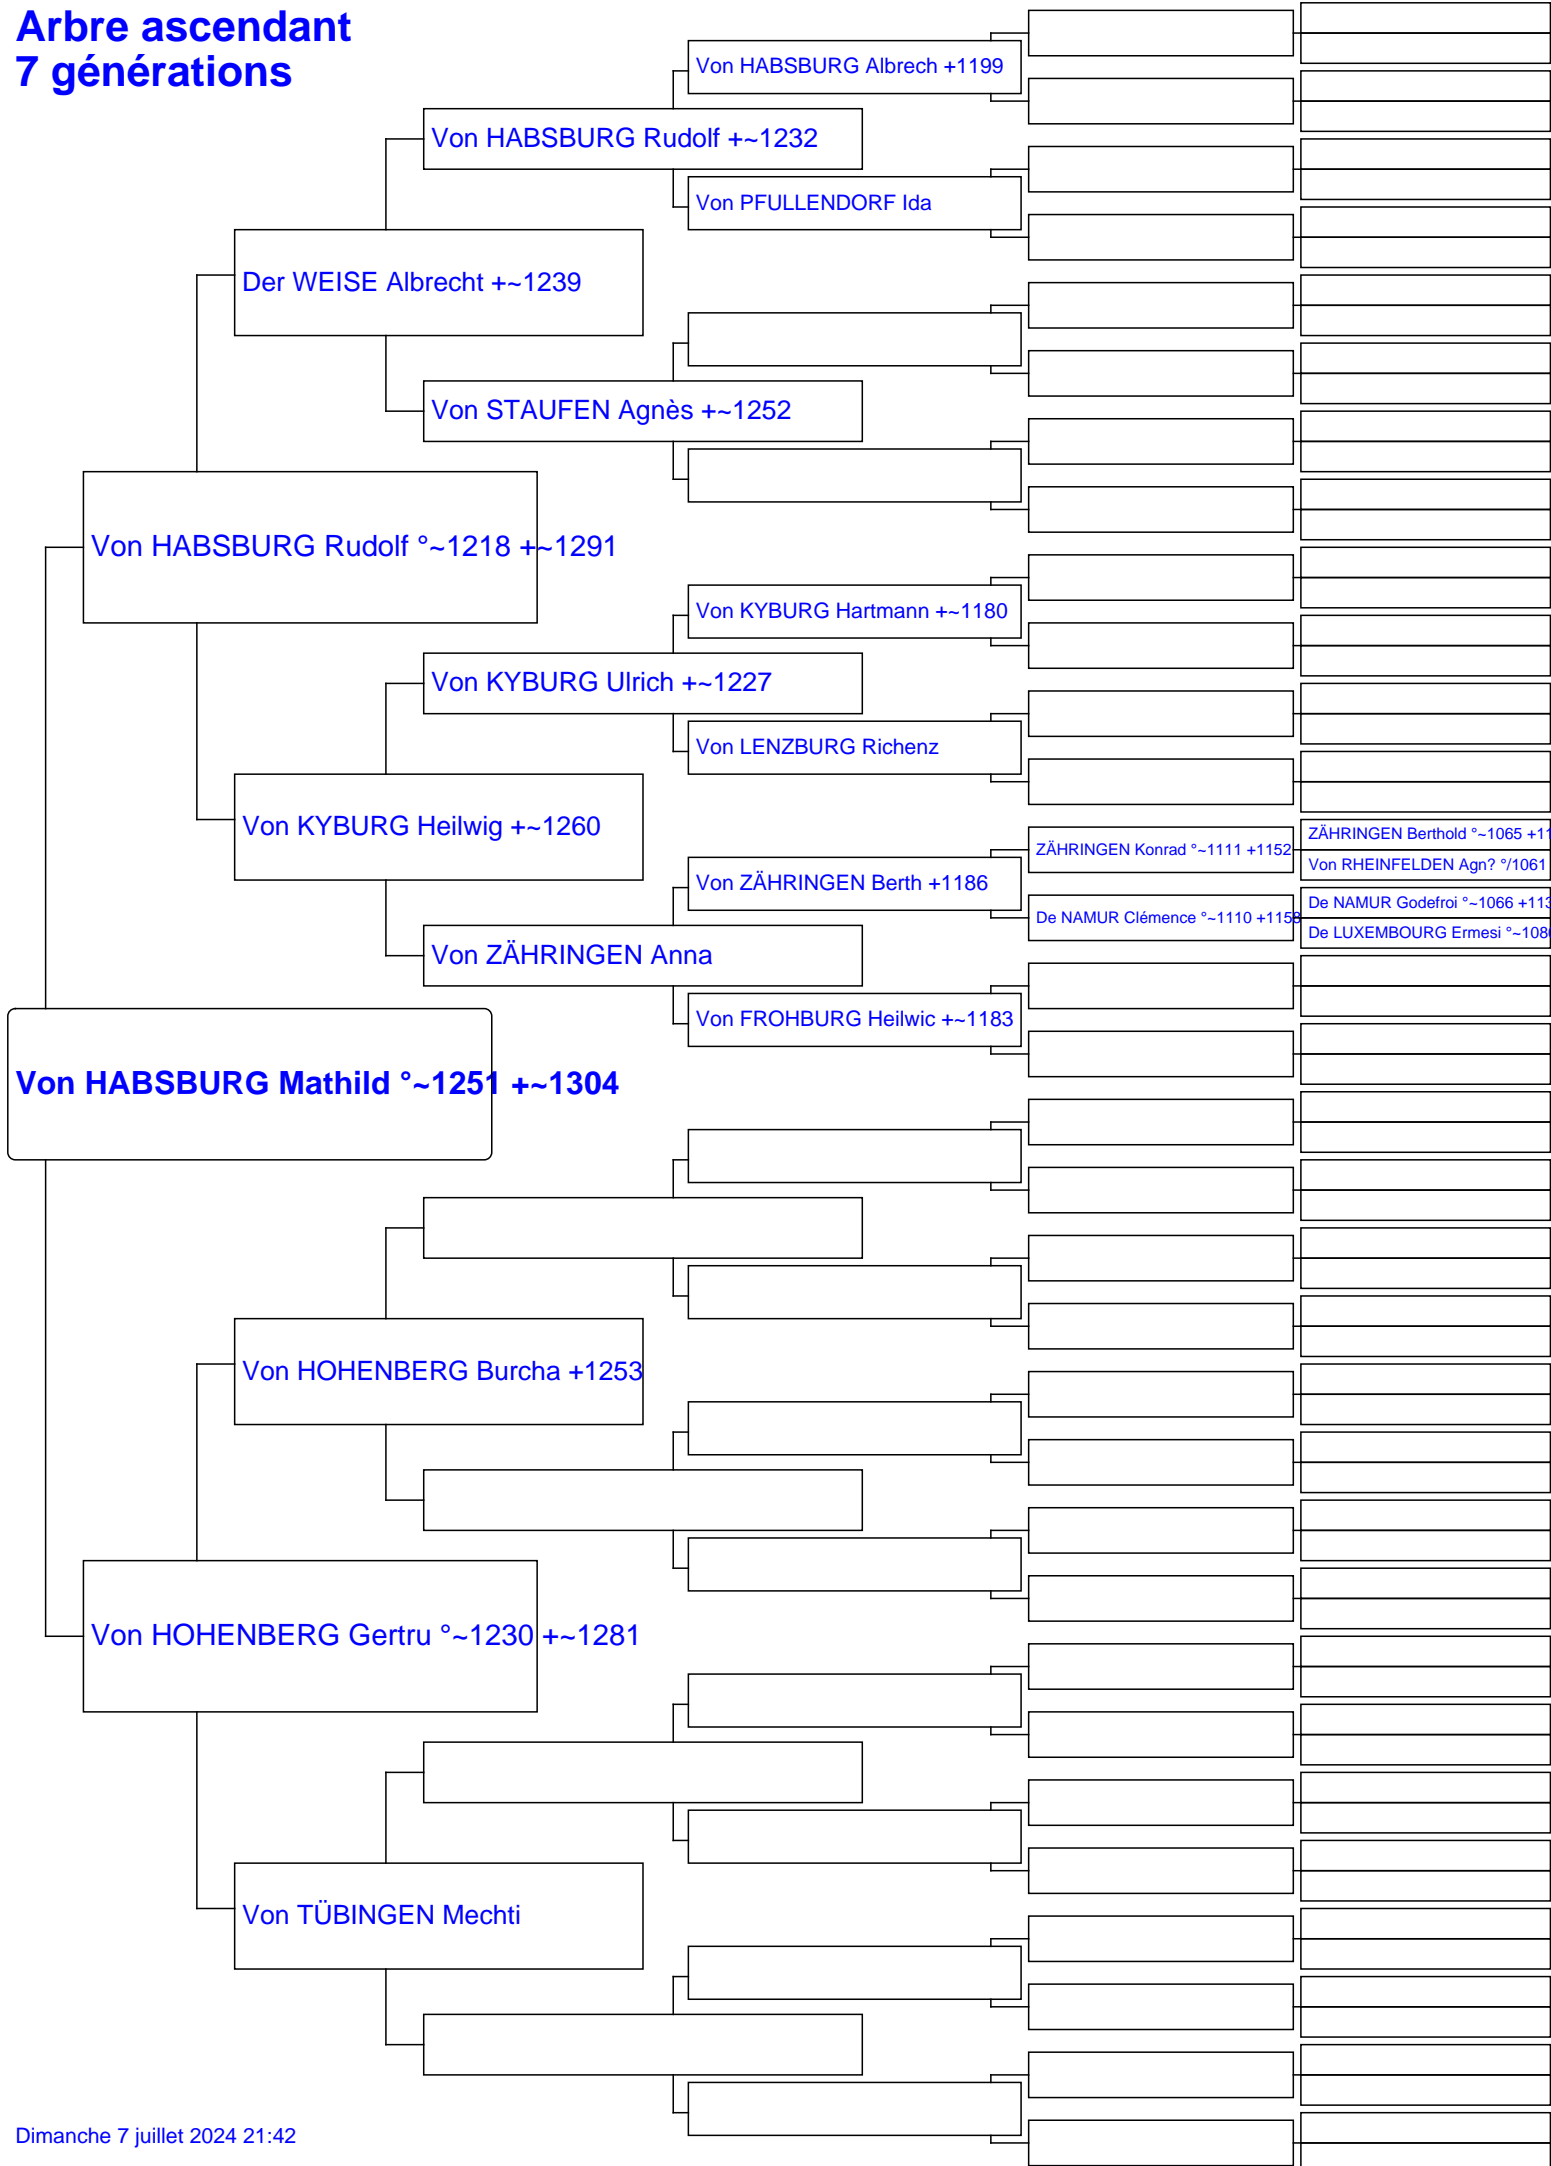 Arbre ascendant
7 générations
Von HABSBURG Albrech +1199
Von HABSBURG Rudolf +~1232
Von PFULLENDORF Ida
Der WEISE Albrecht +~1239
Von STAUFEN Agnès +~1252
Von HABSBURG Rudolf °~1218 +~1291
Von KYBURG Hartmann +~1180
Von KYBURG Ulrich +~1227
Von LENZBURG Richenz
Von KYBURG Heilwig +~1260
ZÄHRINGEN Berthold °~1065 +11
ZÄHRINGEN Konrad °~1111 +1152
Von RHEINFELDEN Agn? °/1061
Von ZÄHRINGEN Berth +1186
De NAMUR Godefroi °~1066 +113
De NAMUR Clémence °~1110 +1158
De LUXEMBOURG Ermesi °~1080
Von ZÄHRINGEN Anna
Von FROHBURG Heilwic +~1183
Von HABSBURG Mathild °~1251 +~1304
Von HOHENBERG Burcha +1253
Von HOHENBERG Gertru °~1230 +~1281
Von TÜBINGEN Mechti
Dimanche 7 juillet 2024 21:42